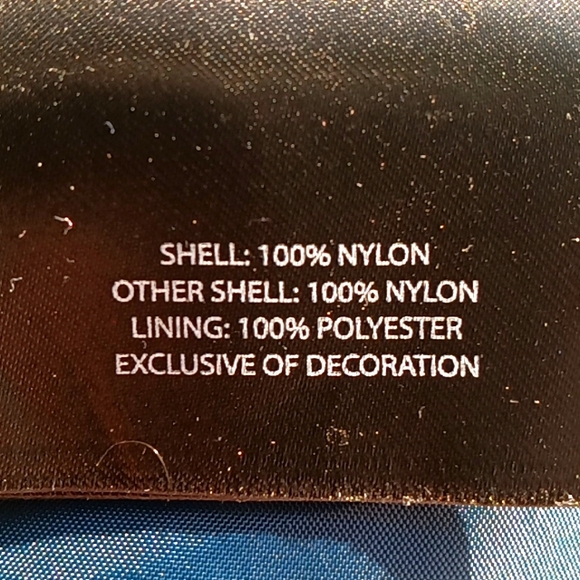 SHELL: 100% NYLON
OTHER SHELL: 100% NYLON
LINING: 100% POLYESTER
EXCLUSIVE OF DECORATION